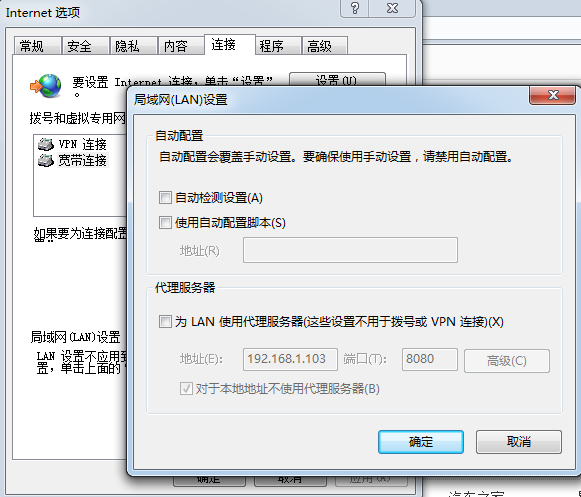 Internet 选项
常规 安全 隐私 内容 连接 程序 高级
要设置 Internet 连接，单击“设置”
。
设置(U)
拨号和虚拟专用网
VPN 连接
宽带连接
如果要为连接配置
局域网(LAN)设置
LAN 设置不应用到
置，单击上面的“
局域网(LAN)设置
自动配置
自动配置会覆盖手动设置。要确保使用手动设置，请禁用自动配置。
自动检测设置(A)
使用自动配置脚本(S)
地址(R)
代理服务器
为 LAN 使用代理服务器(这些设置不用于拨号或 VPN 连接)(X)
地址(E): 192.168.1.103 端口(T): 8080 高级(C)
对于本地地址不使用代理服务器(B)
确定 取消
确定 取消 应用(A)
汽车之家